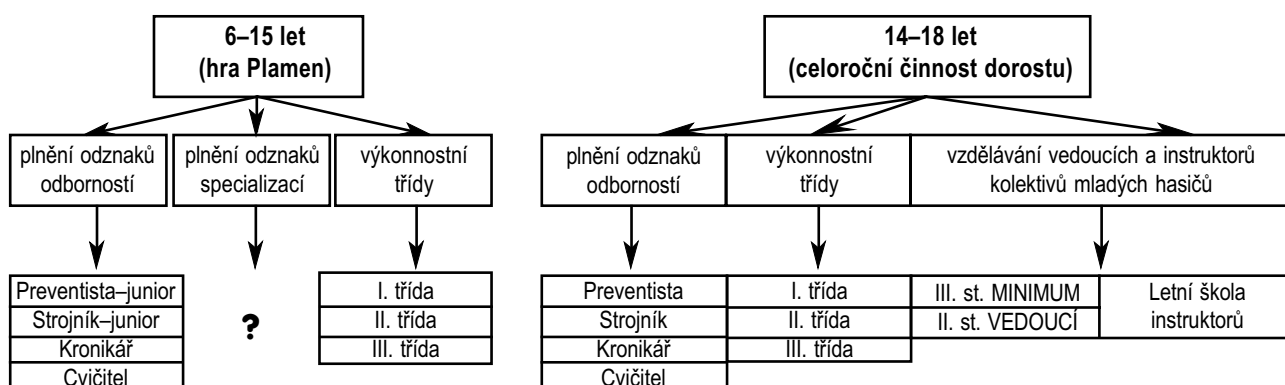 6–15 let
(hra Plamen)
plnění odznaků
odborností
plnění odznaků
specializací
výkonnostní
třídy
Preventista–junior
Strojník–junior
Kronikář
Cvičitel
?
I. třída
II. třída
III. třída
14–18 let
(celoroční činnost dorostu)
plnění odznaků
odborností
výkonnostní
třídy
vzdělávání vedoucích a instruktorů
kolektivů mladých hasičů
Preventista
Strojník
Kronikář
Cvičitel
I. třída
II. třída
III. třída
III. st. MINIMUM
II. st. VEDOUCÍ
Letní škola
instruktorů